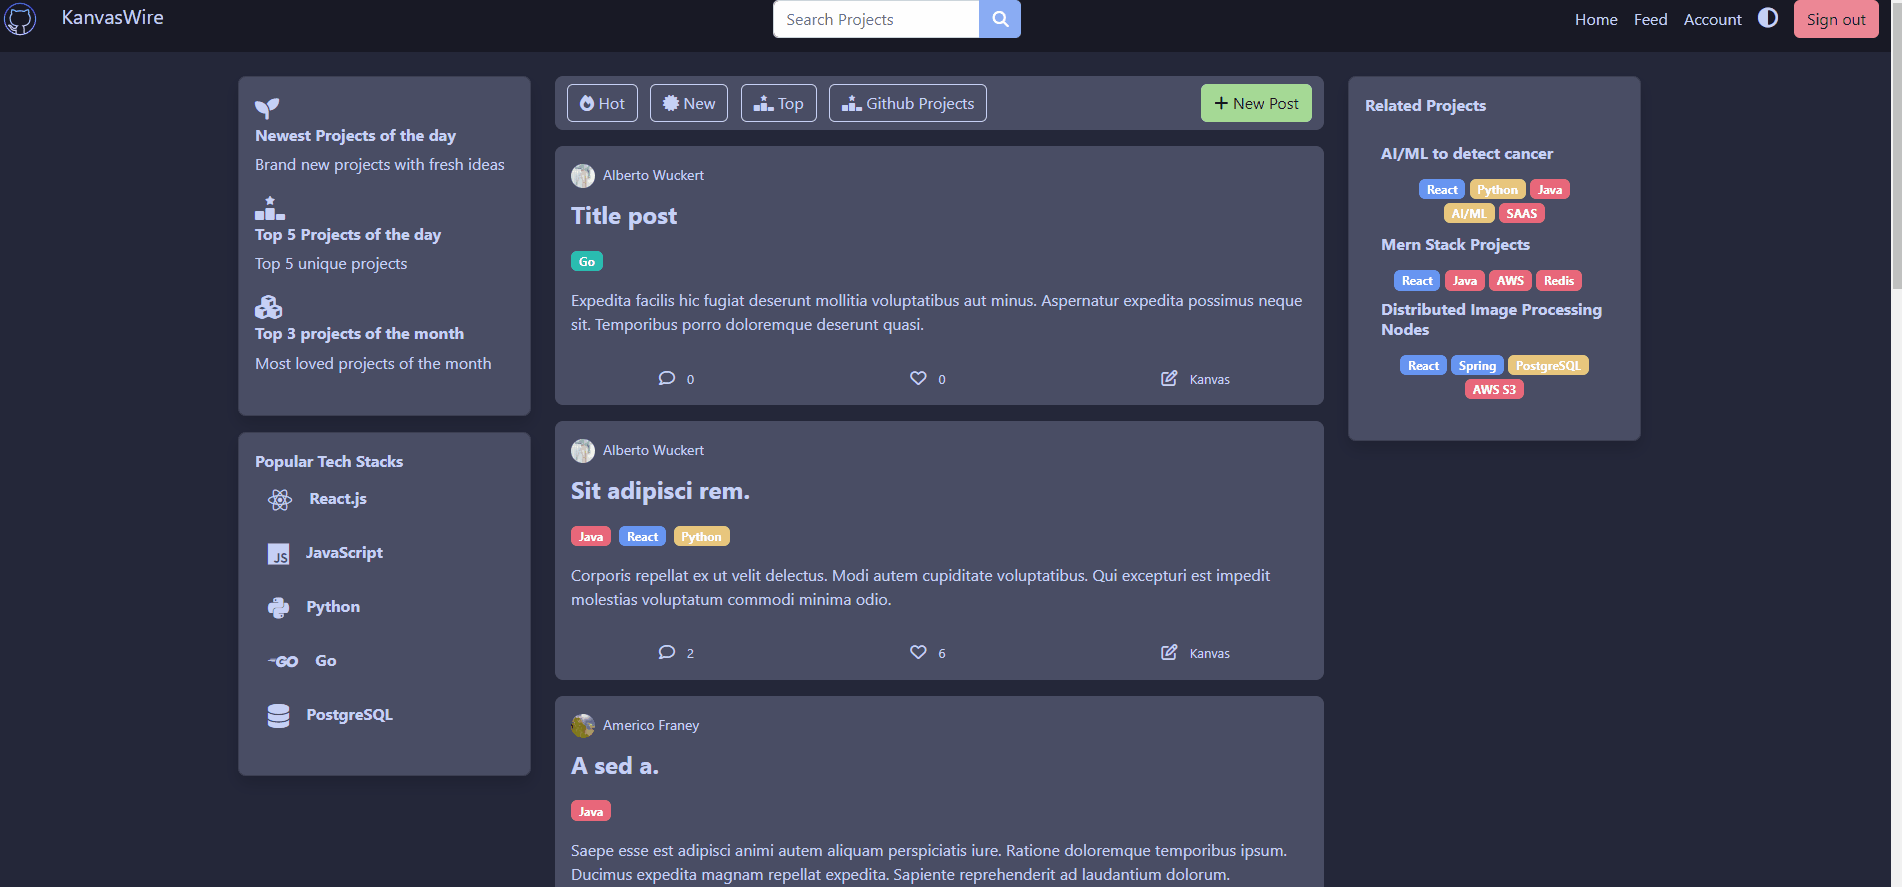 KanvasWire
Search Projects
Home Feed Account Sign out
Newest Projects of the day
Brand new projects with fresh ideas
Top 5 Projects of the day
Top 5 unique projects
Top 3 projects of the month
Most loved projects of the month
Popular Tech Stacks
React.js
JS JavaScript
Python
GO Go
PostgreSQL
Hot New Top Github Projects + New Post
Alberto Wuckert
Title post
Go
Expedita facilis hic fugiat deserunt mollitia voluptatibus aut minus. Aspernatur expedita possimus neque
sit. Temporibus porro doloremque deserunt quasi.
0 0 Kanvas
Alberto Wuckert
Sit adipisci rem.
Java React Python
Corporis repellat ex ut velit delectus. Modi autem cupiditate voluptatibus. Qui excepturi est impedit
molestias voluptatum commodi minima odio.
2 6 Kanvas
Americo Franey
A sed a.
Java
Saepe esse est adipisci animi autem aliquam perspiciatis iure. Ratione doloremque temporibus ipsum.
Ducimus expedita magnam repellat expedita. Sapiente reprehenderit ad laudantium dolorum.
Related Projects
AI/ML to detect cancer
React Python Java
AI/ML SAAS
Mern Stack Projects
React Java AWS Redis
Distributed Image Processing
Nodes
React Spring PostgreSQL
AWS S3